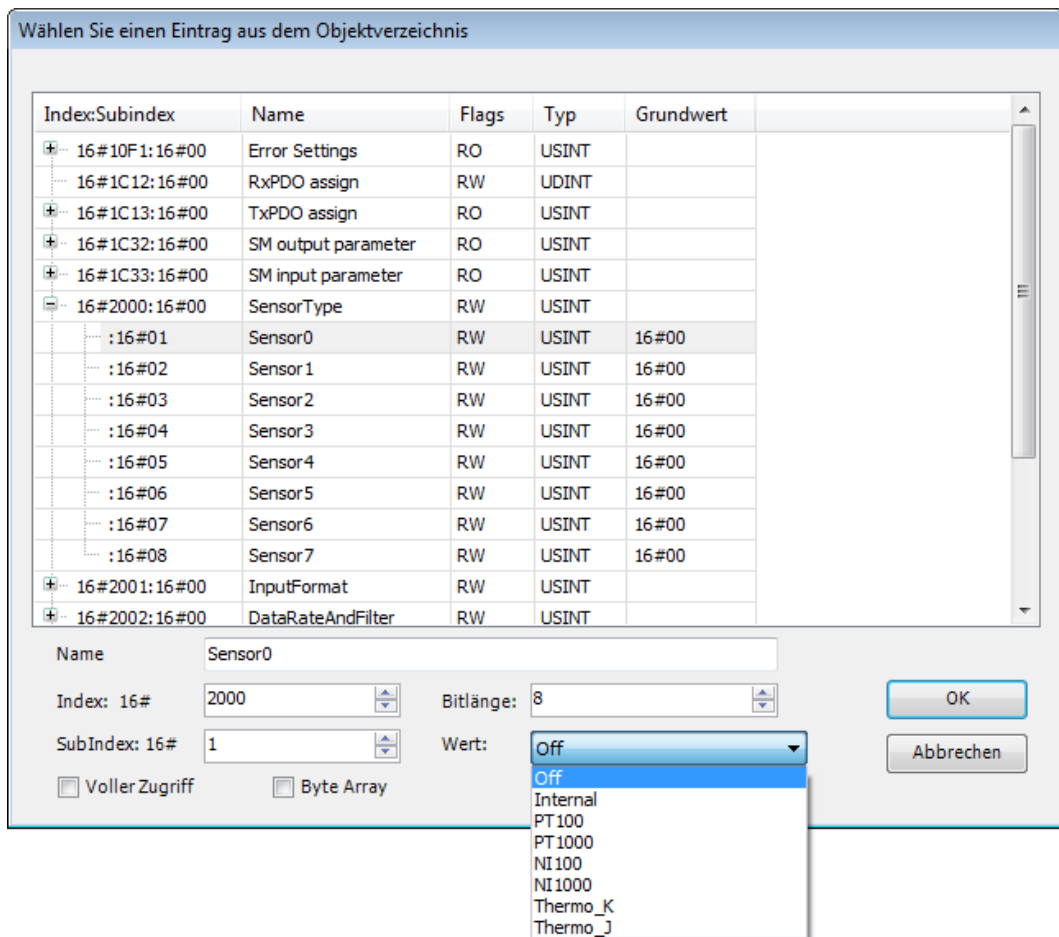 Wählen Sie einen Eintrag aus dem Objektverzeichnis
Index:Subindex Name Flags Typ Grundwert
16#10F1:16#00 Error Settings RO USINT
16#1C12:16#00 RxPDO assign RW UDINT
16#1C13:16#00 TxPDO assign RO USINT
16#1C32:16#00 SM output parameter RO USINT
16#1C33:16#00 SM input parameter RO USINT
16#2000:16#00 SensorType RW USINT
:16#01 Sensor0 RW USINT 16#00
:16#02 Sensor1 RW USINT 16#00
:16#03 Sensor2 RW USINT 16#00
:16#04 Sensor3 RW USINT 16#00
:16#05 Sensor4 RW USINT 16#00
:16#06 Sensor5 RW USINT 16#00
:16#07 Sensor6 RW USINT 16#00
:16#08 Sensor7 RW USINT 16#00
16#2001:16#00 InputFormat RW USINT
16#2002:16#00 DataRateAndFilter RW USINT
Name Sensor0
Index: 16# 2000 Bitlänge: 8 OK
SubIndex: 16# 1 Wert: Off Abbrechen
Voller Zugriff Byte Array
Off
Internal
PT100
PT1000
NI100
NI1000
Thermo_K
Thermo_J